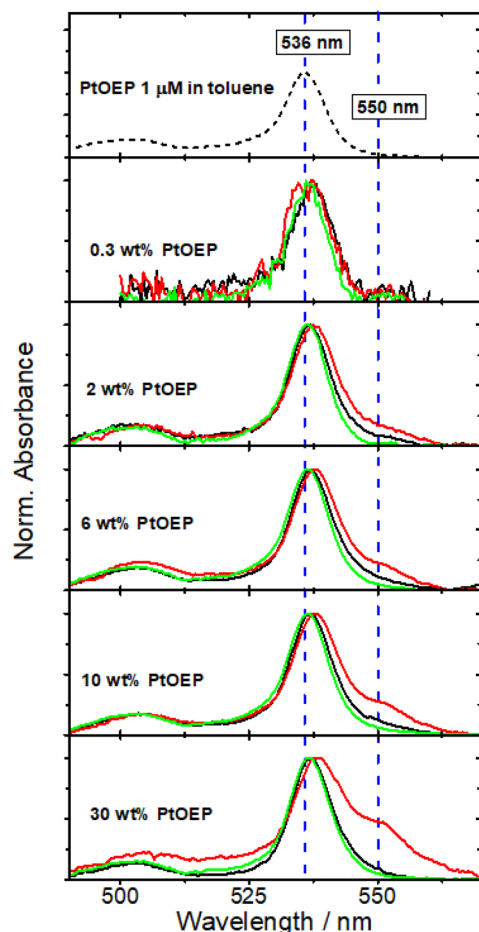 536 nm
PtOEP 1 µM in toluene
550 nm
0.3 wt% PtOEP
2 wt% PtOEP
6 wt% PtOEP
10 wt% PtOEP
30 wt% PtOEP
Norm. Absorbance
500 525 550
Wavelength / nm